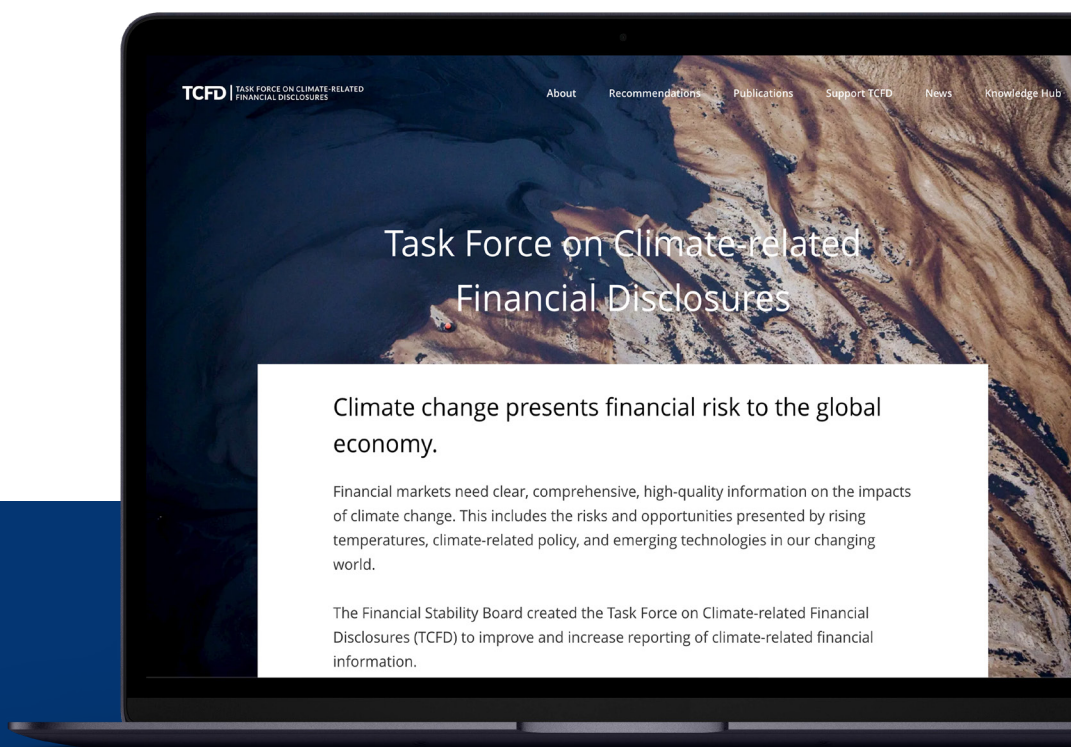 TCFD
TASK FORCE ON CLIMATE-RELATED
FINANCIAL DISCLOSURES
About Recommendations Publications Support TCFD News Knowledge Hub
Task Force on Climate-related
Financial Disclosures
Climate change presents financial risk to the global
economy.
Financial markets need clear, comprehensive, high-quality information on the impacts
of climate change. This includes the risks and opportunities presented by rising
temperatures, climate-related policy, and emerging technologies in our changing
world.
The Financial Stability Board created the Task Force on Climate-related Financial
Disclosures (TCFD) to improve and increase reporting of climate-related financial
information.